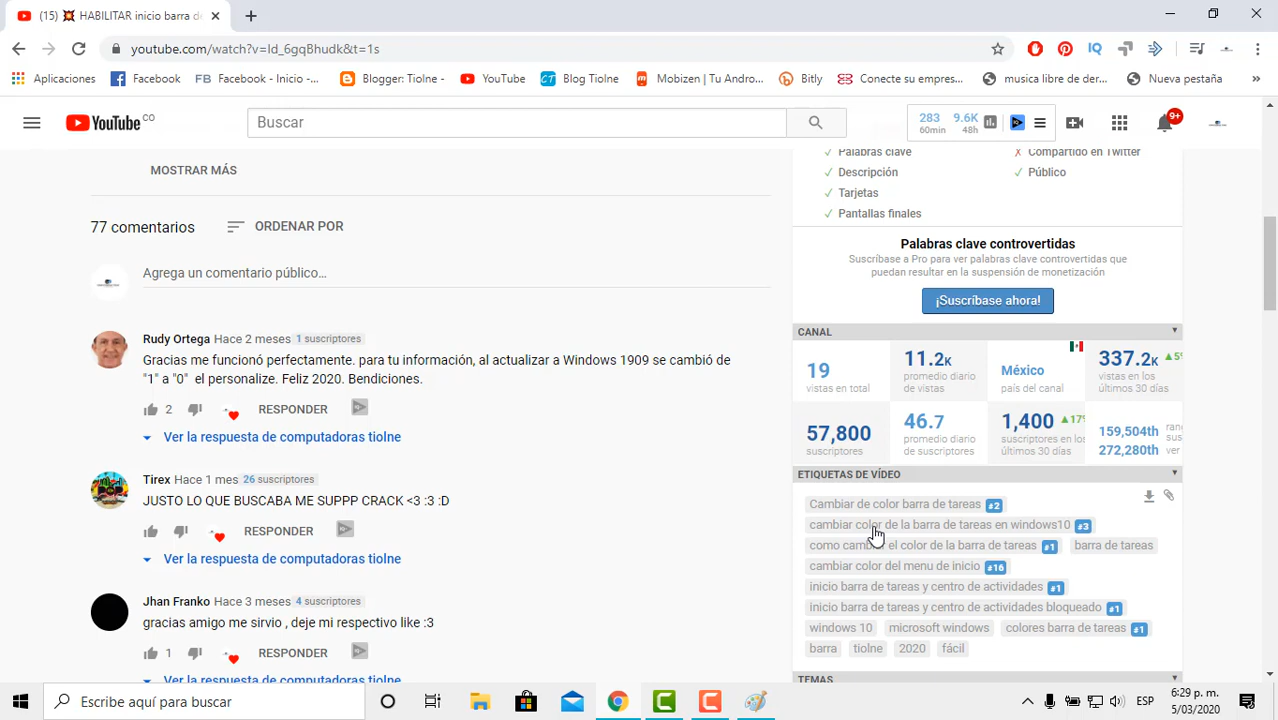 (15) 💥 HABILITAR inicio barra de
youtube.com/watch?v=Id_6gqBhudk&t=1s
Aplicaciones
Facebook
FB Facebook - Inicio -...
Blogger: Tiolne -...
YouTube
CT Blog Tiolne
Mobizen | Tu Andro...
Bitly
Conecte su empres...
musica libre de der...
Nueva pestaña
»
YouTube CO
Buscar
283 60min
9.6K 48h
9+
MOSTRAR MÁS
77 comentarios
ORDENAR POR
Agrega un comentario público...
Rudy Ortega Hace 2 meses 1 suscriptores
Gracias me funcionó perfectamente. para tu información, al actualizar a Windows 1909 se cambió de
"1" a "0" el personalize. Feliz 2020. Bendiciones.
2 RESPONDER
Ver la respuesta de computadoras tiolne
Tirex Hace 1 mes 26 suscriptores
JUSTO LO QUE BUSCABA ME SUPPP CRACK <3 :3 :D
RESPONDER
Ver la respuesta de computadoras tiolne
Jhan Franko Hace 3 meses 4 suscriptores
gracias amigo me sirvio , deje mi respectivo like :3
1 RESPONDER
Ver la respuesta de computadoras tiolne
✓ Palabras clave
✗ Compartido en Twitter
✓ Descripción
✓ Público
✓ Tarjetas
✓ Pantallas finales
Palabras clave controvertidas
Suscríbase a Pro para ver palabras clave controvertidas que
puedan resultar en la suspensión de monetización
¡Suscríbase ahora!
CANAL
19
vistas en total
11.2K
promedio diario
de vistas
México
país del canal
337.2K ▲5%
vistas en los
últimos 30 días
57,800
suscriptores
46.7
promedio diario
de suscriptores
1,400 ▲17%
suscriptores en los
últimos 30 días
159,504th
272,280th
ver
ETIQUETAS DE VÍDEO
Cambiar de color barra de tareas #2
cambiar color de la barra de tareas en windows10 #3
como cambiar el color de la barra de tareas #1 barra de tareas
cambiar color del menu de inicio #16
inicio barra de tareas y centro de actividades #1
inicio barra de tareas y centro de actividades bloqueado #1
windows 10 microsoft windows colores barra de tareas #1
barra tiolne 2020 fácil
TEMAS
Escribe aquí para buscar
ESP
6:29 p. m.
5/03/2020